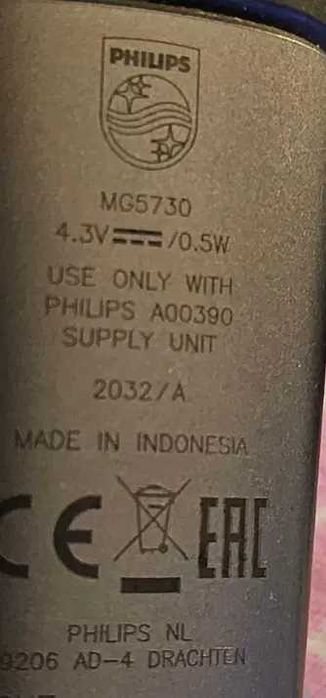 PHILIPS
MG5730
4.3V⎓/0.5W
USE ONLY WITH
PHILIPS A00390
SUPPLY UNIT
2032/A
MADE IN INDONESIA
CE EAC
PHILIPS NL
9206 AD-4 DRACHTEN